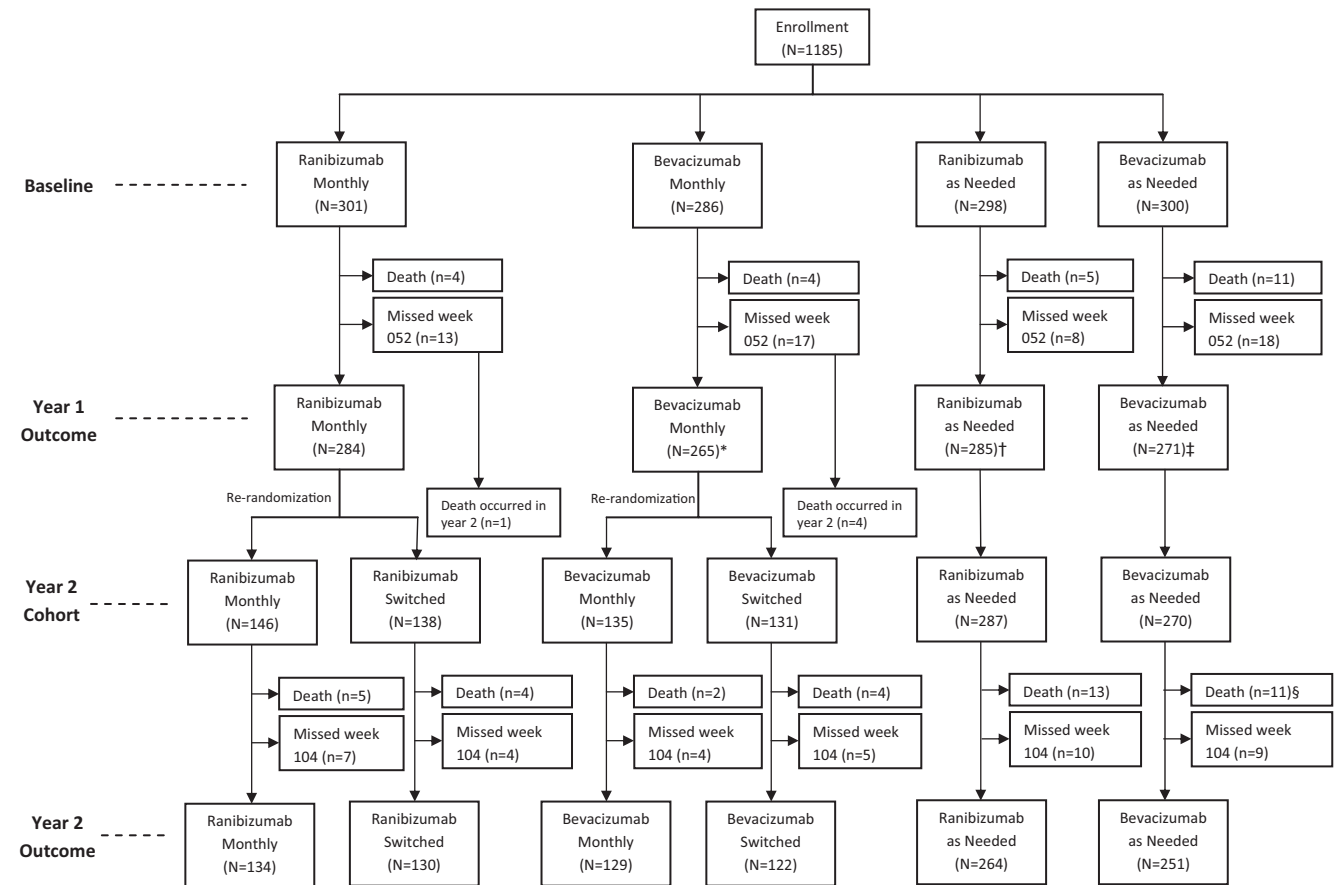 Enrollment
(N=1185)
Baseline
Ranibizumab
Monthly
(N=301)
Bevacizumab
Monthly
(N=286)
Ranibizumab
as Needed
(N=298)
Bevacizumab
as Needed
(N=300)
Death (n=4)
Missed week
052 (n=13)
Death (n=4)
Missed week
052 (n=17)
Death (n=5)
Missed week
052 (n=8)
Death (n=11)
Missed week
052 (n=18)
Year 1
Outcome
Ranibizumab
Monthly
(N=284)
Bevacizumab
Monthly
(N=265)*
Ranibizumab
as Needed
(N=285)†
Bevacizumab
as Needed
(N=271)‡
Re-randomization
Death occurred in
year 2 (n=1)
Re-randomization
Death occurred in
year 2 (n=4)
Year 2
Cohort
Ranibizumab
Monthly
(N=146)
Ranibizumab
Switched
(N=138)
Bevacizumab
Monthly
(N=135)
Bevacizumab
Switched
(N=131)
Ranibizumab
as Needed
(N=287)
Bevacizumab
as Needed
(N=270)
Death (n=5)
Missed week
104 (n=7)
Death (n=4)
Missed week
104 (n=4)
Death (n=2)
Missed week
104 (n=4)
Death (n=4)
Missed week
104 (n=5)
Death (n=13)
Missed week
104 (n=10)
Death (n=11)§
Missed week
104 (n=9)
Year 2
Outcome
Ranibizumab
Monthly
(N=134)
Ranibizumab
Switched
(N=130)
Bevacizumab
Monthly
(N=129)
Bevacizumab
Switched
(N=122)
Ranibizumab
as Needed
(N=264)
Bevacizumab
as Needed
(N=251)